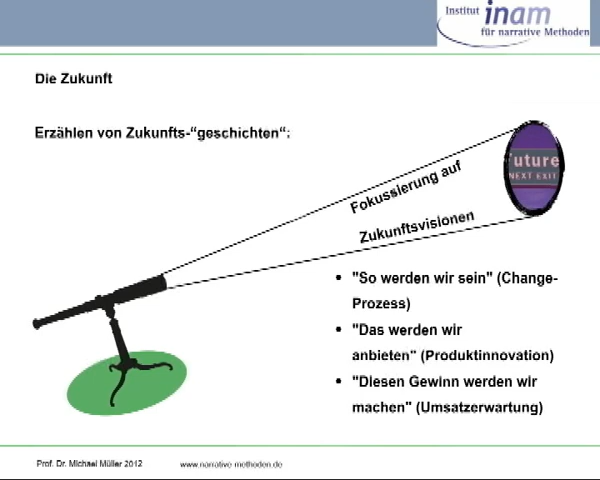 Institut inam
für narrative Methoden
Die Zukunft
Erzählen von Zukunfts-“geschichten“:
uture
NEXT EXIT
Fokussierung auf
Zukunftsvisionen
• "So werden wir sein" (Change-
Prozess)
• "Das werden wir
anbieten" (Produktinnovation)
• "Diesen Gewinn werden wir
machen" (Umsatzerwartung)
Prof. Dr. Michael Müller 2012
www.narrative-methoden.de